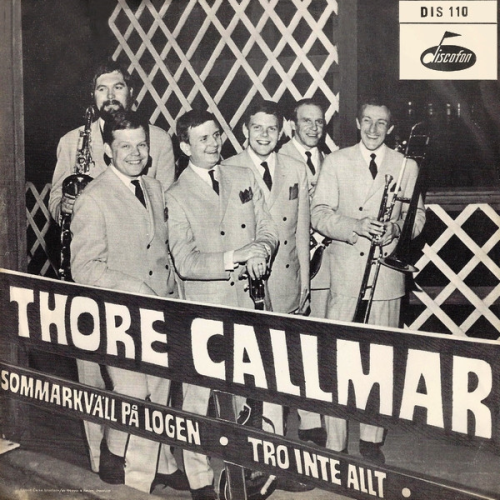 DIS 110
discofon
THORE CALLMAR
SOMMARKVÄLL PÅ LOGEN • TRO INTE ALLT •